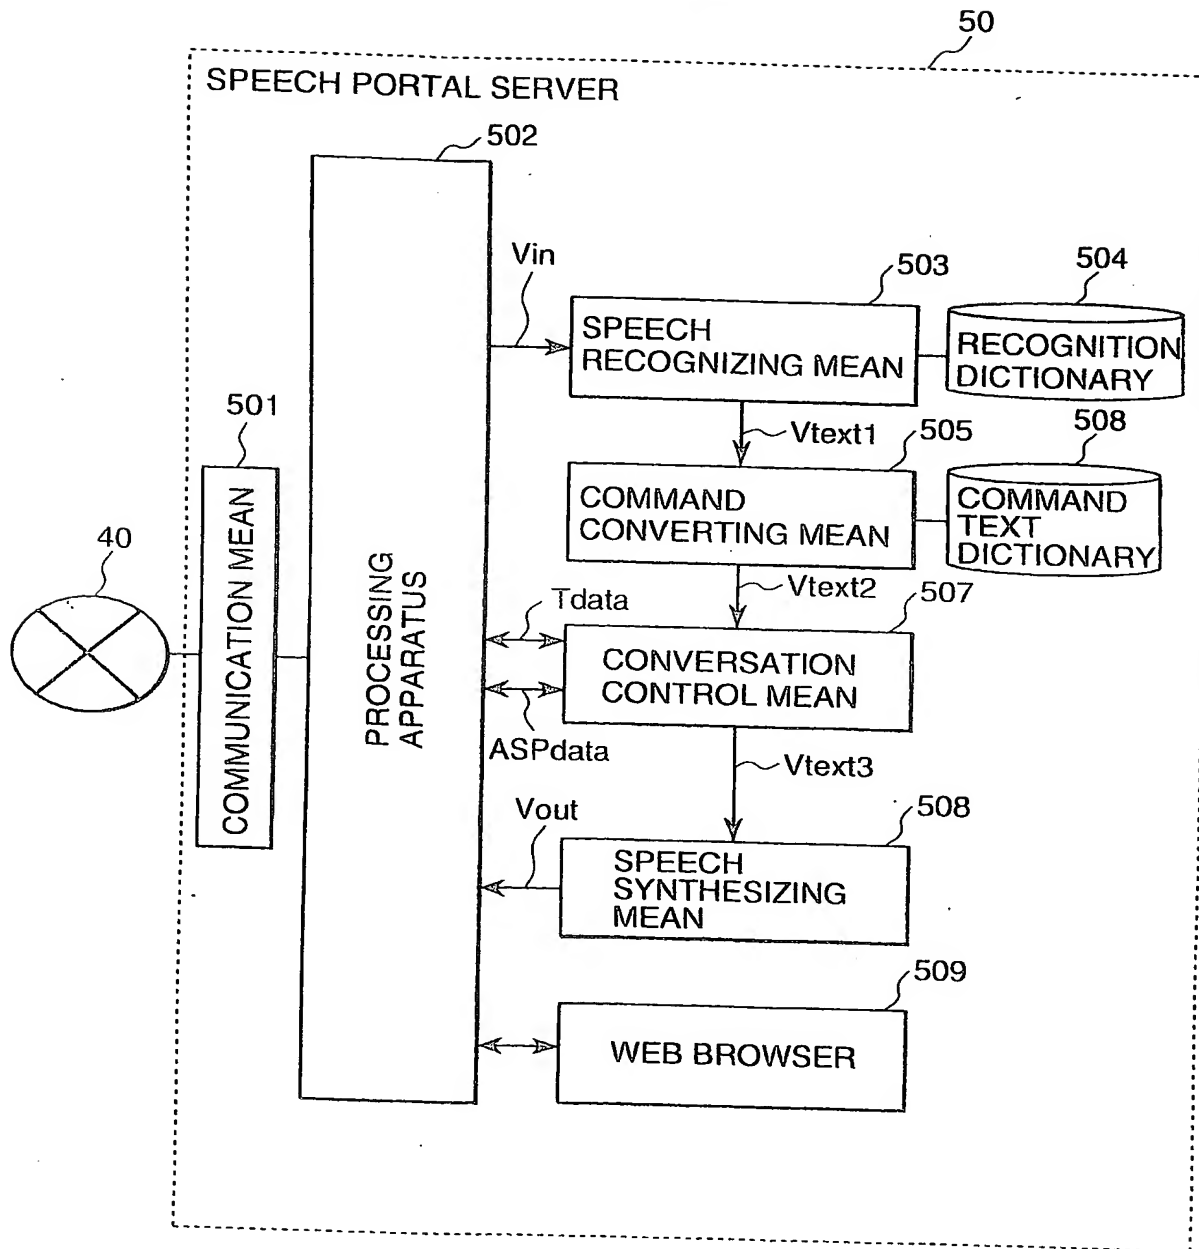 50
SPEECH PORTAL SERVER
502
Vin
503
504
SPEECH
RECOGNIZING MEAN
RECOGNITION
DICTIONARY
501
Vtext1
505
508
COMMUNICATION MEAN
COMMAND
CONVERTING MEAN
COMMAND
TEXT
DICTIONARY
40
PROCESSING
APPARATUS
Vtext2
507
Tdata
CONVERSATION
CONTROL MEAN
ASPdata
Vtext3
Vout
508
SPEECH
SYNTHESIZING
MEAN
509
WEB BROWSER